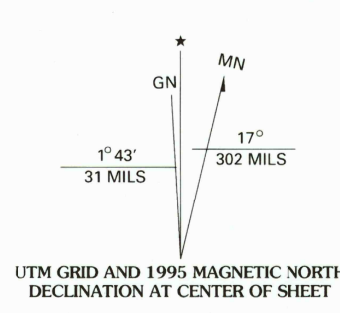 ★
GN
MN
1° 43′
31 MILS
17°
302 MILS
UTM GRID AND 1995 MAGNETIC NORTH
DECLINATION AT CENTER OF SHEET